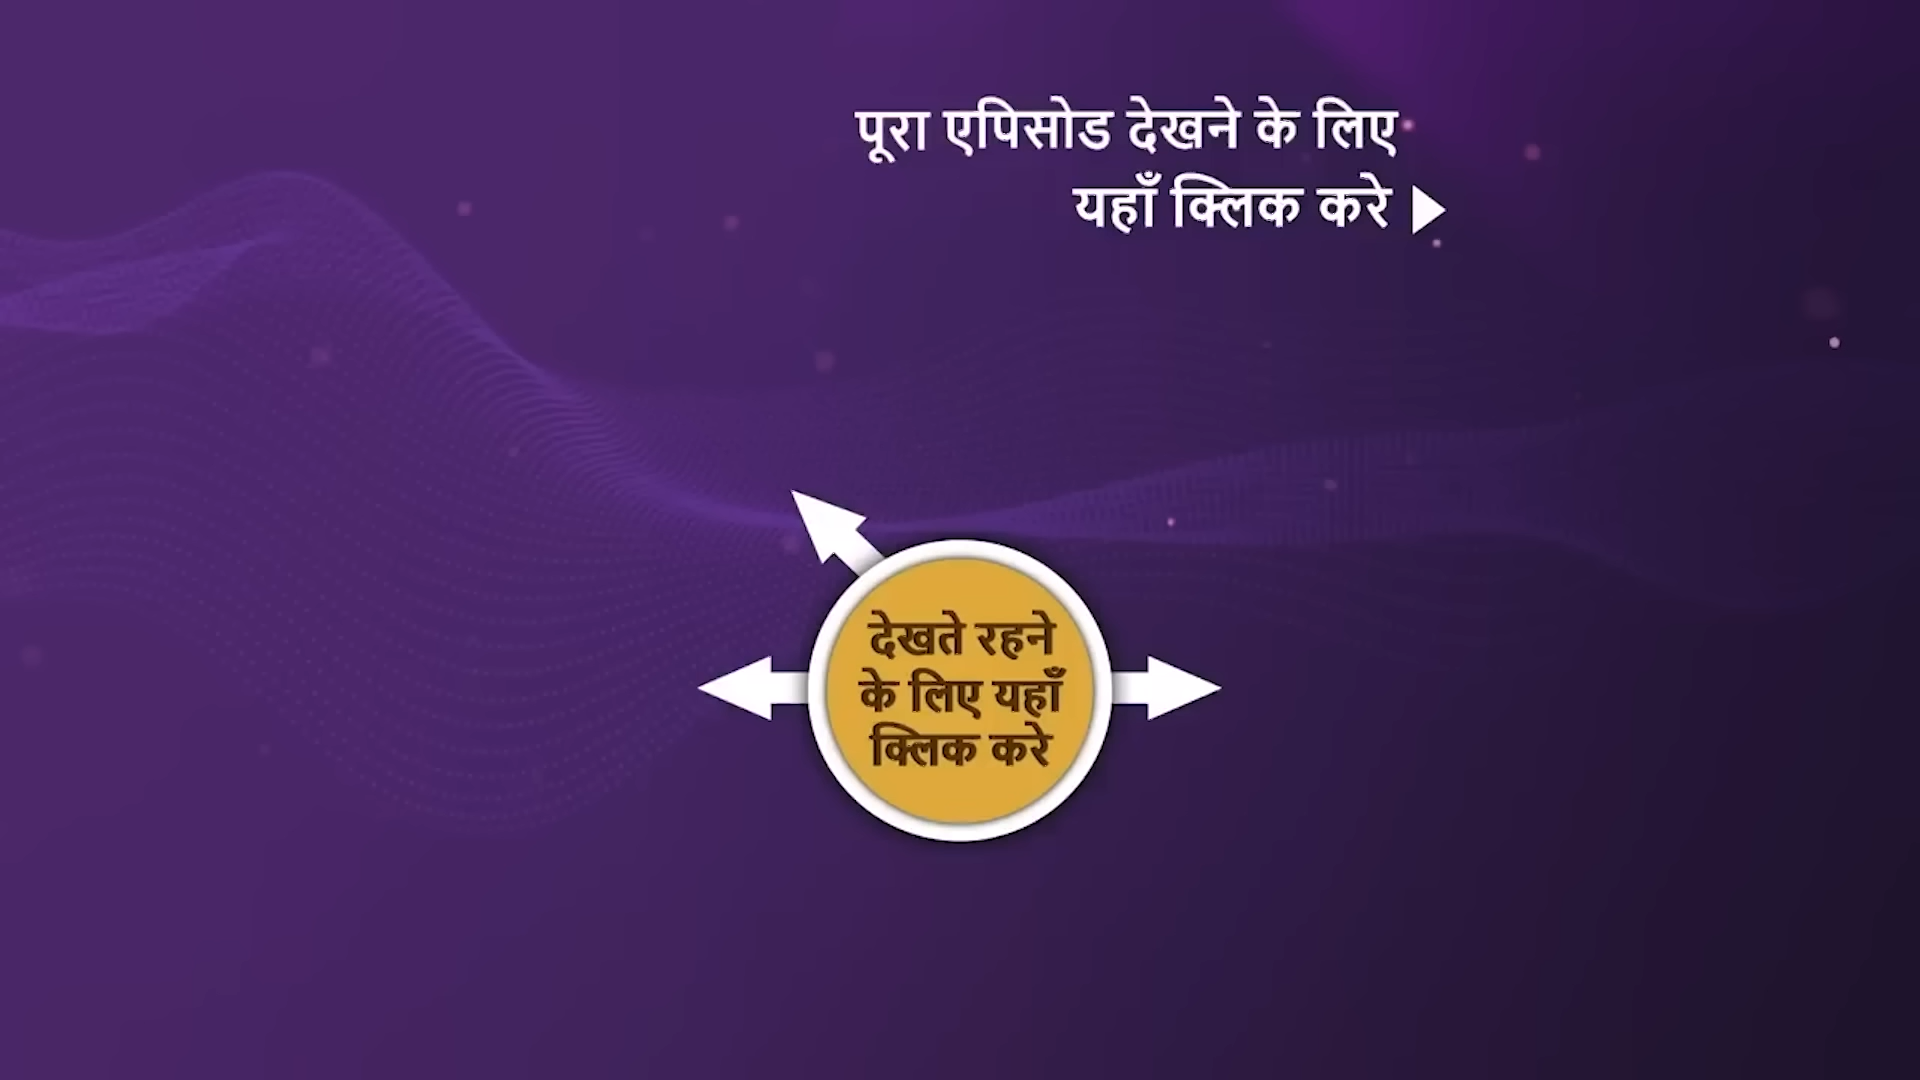 पूरा एपिसोड देखने के लिए
यहाँ क्लिक करे
देखते रहने
के लिए यहाँ
क्लिक करे